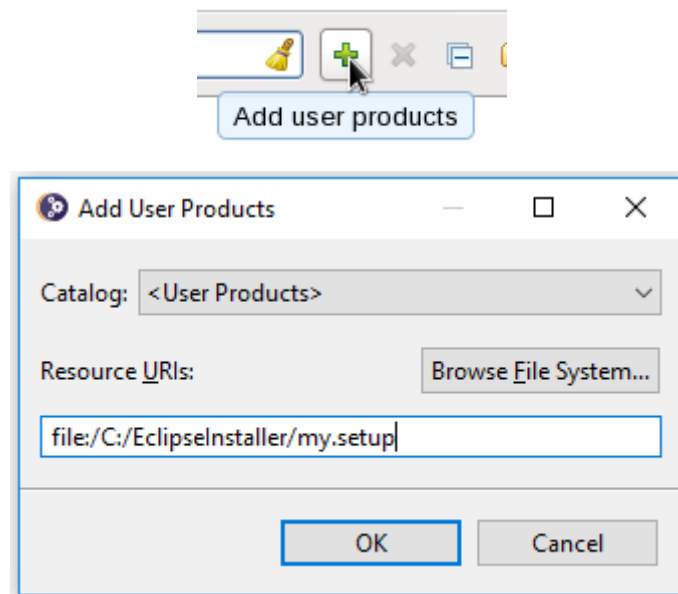 Add user products
Add User Products
Catalog: <User Products>
Resource URIs: Browse File System...
file:/C:/EclipseInstaller/my.setup
OK Cancel